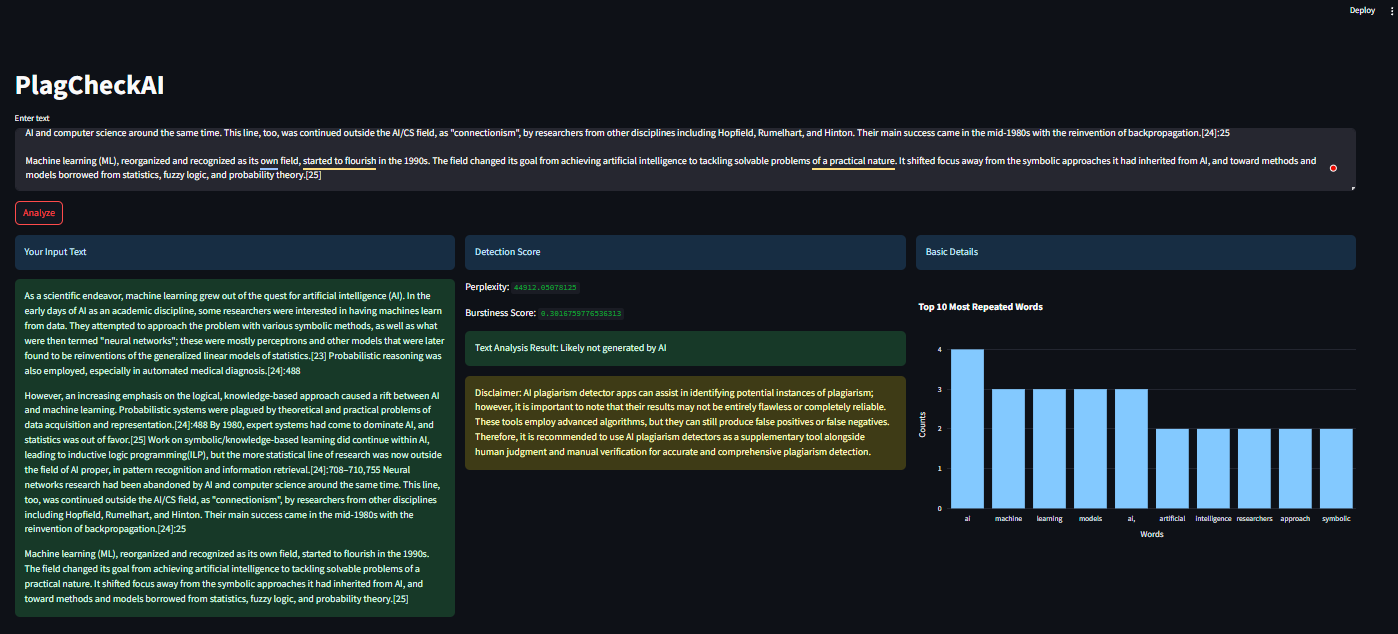 Deploy
PlagCheckAI
Enter text
AI and computer science around the same time. This line, too, was continued outside the AI/CS field, as "connectionism", by researchers from other disciplines including Hopfield, Rumelhart, and Hinton. Their main success came in the mid-1980s with the reinvention of backpropagation.[24]:25
Machine learning (ML), reorganized and recognized as its own field, started to flourish in the 1990s. The field changed its goal from achieving artificial intelligence to tackling solvable problems of a practical nature. It shifted focus away from the symbolic approaches it had inherited from AI, and toward methods and
models borrowed from statistics, fuzzy logic, and probability theory.[25]
Analyze
Your Input Text
As a scientific endeavor, machine learning grew out of the quest for artificial intelligence (AI). In the
early days of AI as an academic discipline, some researchers were interested in having machines learn
from data. They attempted to approach the problem with various symbolic methods, as well as what
were then termed "neural networks"; these were mostly perceptrons and other models that were later
found to be reinventions of the generalized linear models of statistics.[23] Probabilistic reasoning was
also employed, especially in automated medical diagnosis.[24]:488
However, an increasing emphasis on the logical, knowledge-based approach caused a rift between AI
and machine learning. Probabilistic systems were plagued by theoretical and practical problems of
data acquisition and representation.[24]:488 By 1980, expert systems had come to dominate AI, and
statistics was out of favor.[25] Work on symbolic/knowledge-based learning did continue within AI,
leading to inductive logic programming(ILP), but the more statistical line of research was now outside
the field of AI proper, in pattern recognition and information retrieval.[24]:708–710,755 Neural
networks research had been abandoned by AI and computer science around the same time. This line,
too, was continued outside the AI/CS field, as "connectionism", by researchers from other disciplines
including Hopfield, Rumelhart, and Hinton. Their main success came in the mid-1980s with the
reinvention of backpropagation.[24]:25
Machine learning (ML), reorganized and recognized as its own field, started to flourish in the 1990s.
The field changed its goal from achieving artificial intelligence to tackling solvable problems of a
practical nature. It shifted focus away from the symbolic approaches it had inherited from AI, and
toward methods and models borrowed from statistics, fuzzy logic, and probability theory.[25]
Detection Score
Perplexity: 44912.05078125
Burstiness Score: 0.3816759776536313
Text Analysis Result: Likely not generated by AI
Disclaimer: AI plagiarism detector apps can assist in identifying potential instances of plagiarism;
however, it is important to note that their results may not be entirely flawless or completely reliable.
These tools employ advanced algorithms, but they can still produce false positives or false negatives.
Therefore, it is recommended to use AI plagiarism detectors as a supplementary tool alongside
human judgment and manual verification for accurate and comprehensive plagiarism detection.
Basic Details
Top 10 Most Repeated Words
4
3
2
1
0
Counts
ai machine learning models ai, artificial intelligence researchers approach symbolic
Words